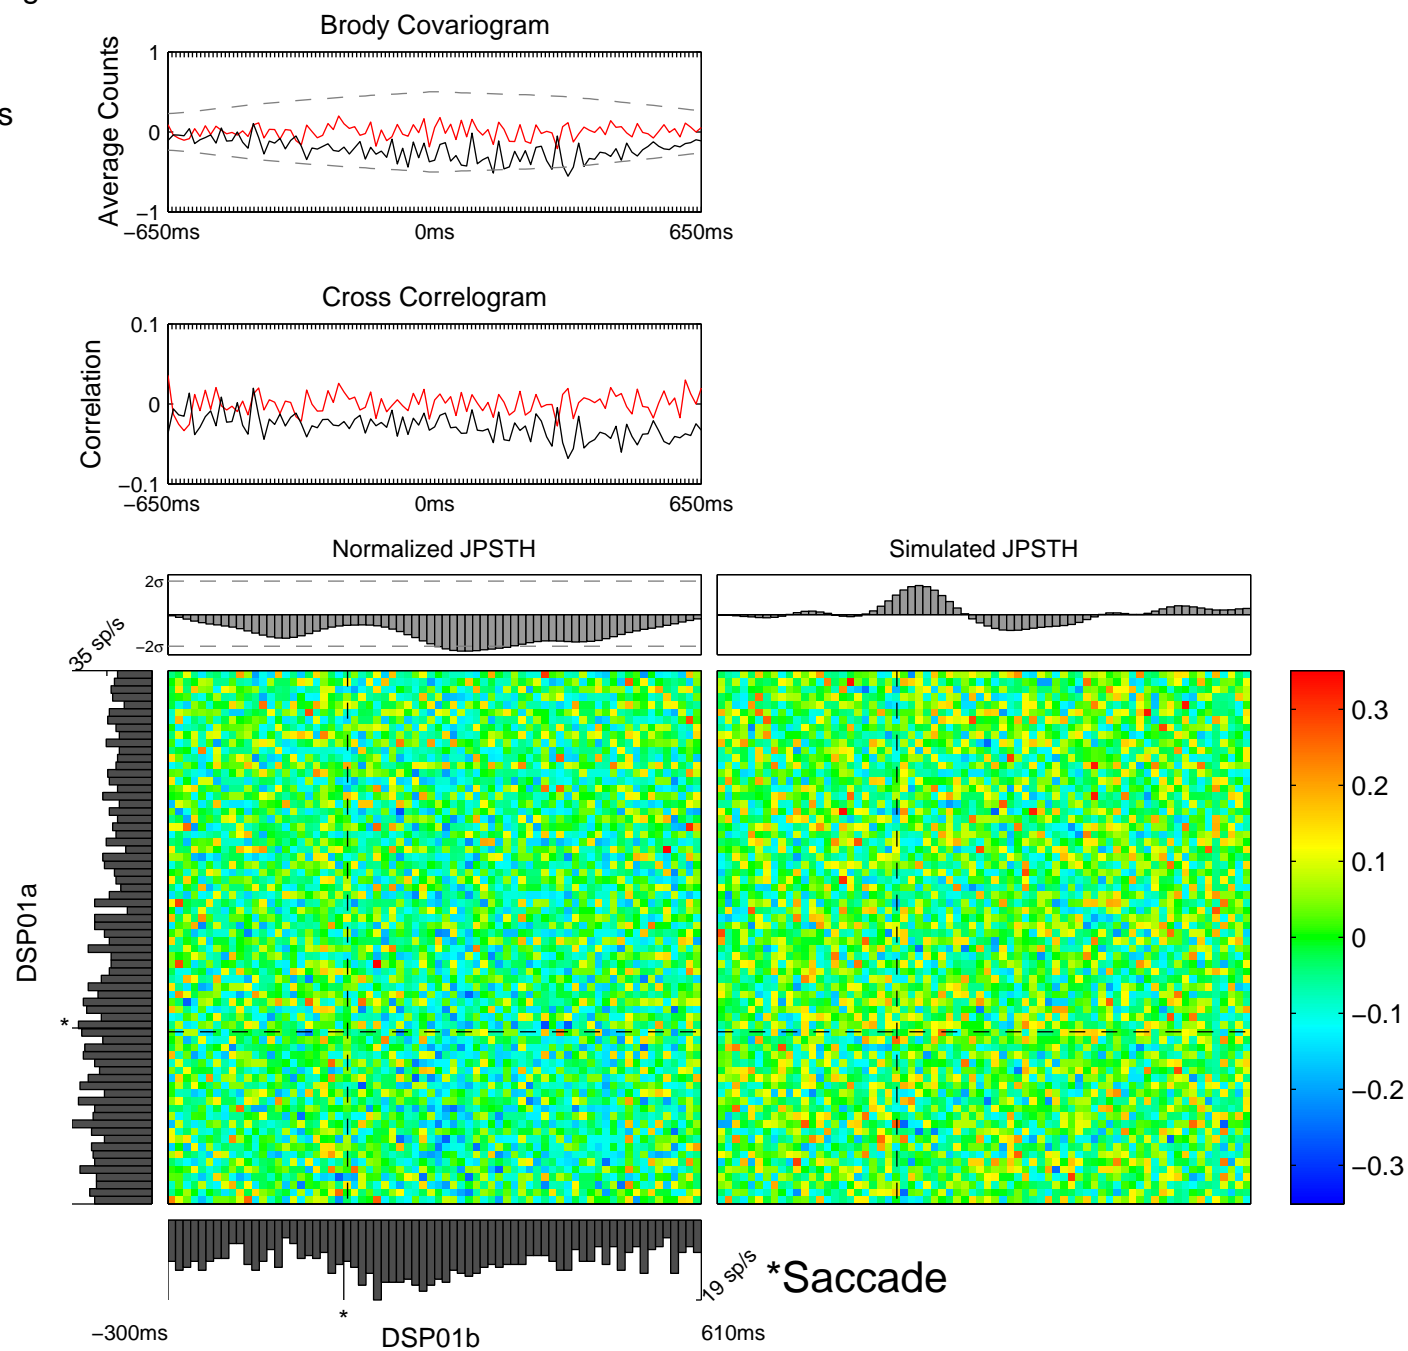 g
Brody Covariogram
s
Average Counts
1
0
−1
−650ms
0ms
650ms
Cross Correlogram
Correlation
0.1
0
−0.1
−650ms
0ms
650ms
Normalized JPSTH
Simulated JPSTH
2σ
−2σ
35 sp/s
DSP01a
*
0.3
0.2
0.1
0
−0.1
−0.2
−0.3
19 sp/s
*Saccade
*
−300ms
DSP01b
610ms